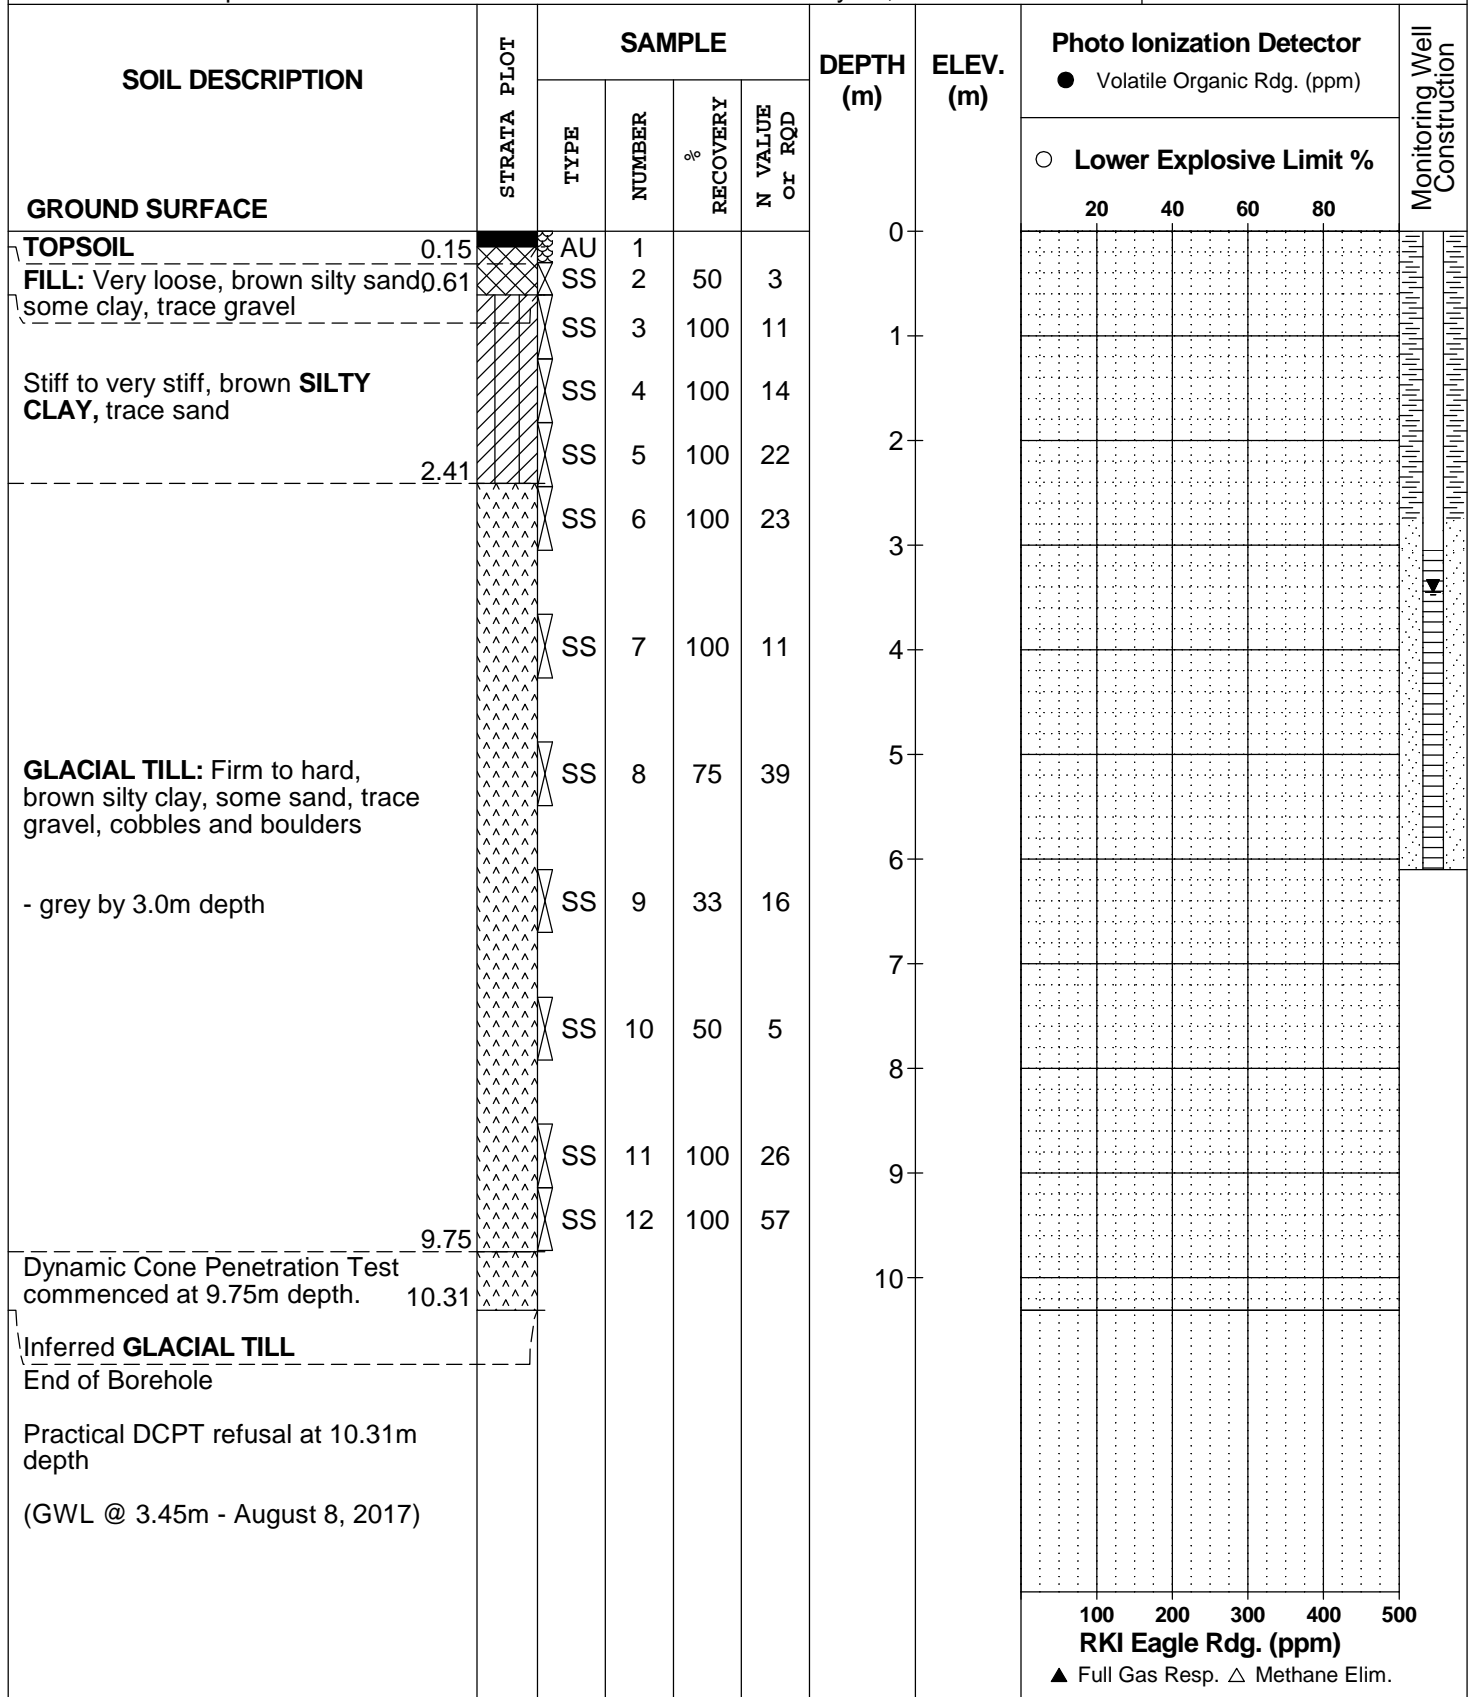 SOIL DESCRIPTION
GROUND SURFACE
STRATA PLOT
SAMPLE
TYPE
NUMBER
%
RECOVERY
N VALUE
or RQD
DEPTH
(m)
ELEV.
(m)
Photo Ionization Detector
● Volatile Organic Rdg. (ppm)
○ Lower Explosive Limit %
20 40 60 80
Monitoring Well
Construction
0
TOPSOIL 0.15
AU 1
FILL: Very loose, brown silty sand, 0.61
some clay, trace gravel
SS 2 50 3
SS 3 100 11
1
Stiff to very stiff, brown SILTY
CLAY, trace sand
SS 4 100 14
2
SS 5 100 22
2.41
SS 6 100 23
3
SS 7 100 11
4
GLACIAL TILL: Firm to hard,
brown silty clay, some sand, trace
gravel, cobbles and boulders
5
SS 8 75 39
6
- grey by 3.0m depth
SS 9 33 16
7
SS 10 50 5
8
SS 11 100 26
9
SS 12 100 57
9.75
Dynamic Cone Penetration Test
commenced at 9.75m depth. 10.31
10
Inferred GLACIAL TILL
End of Borehole
Practical DCPT refusal at 10.31m
depth
(GWL @ 3.45m - August 8, 2017)
100 200 300 400 500
RKI Eagle Rdg. (ppm)
▲ Full Gas Resp. △ Methane Elim.